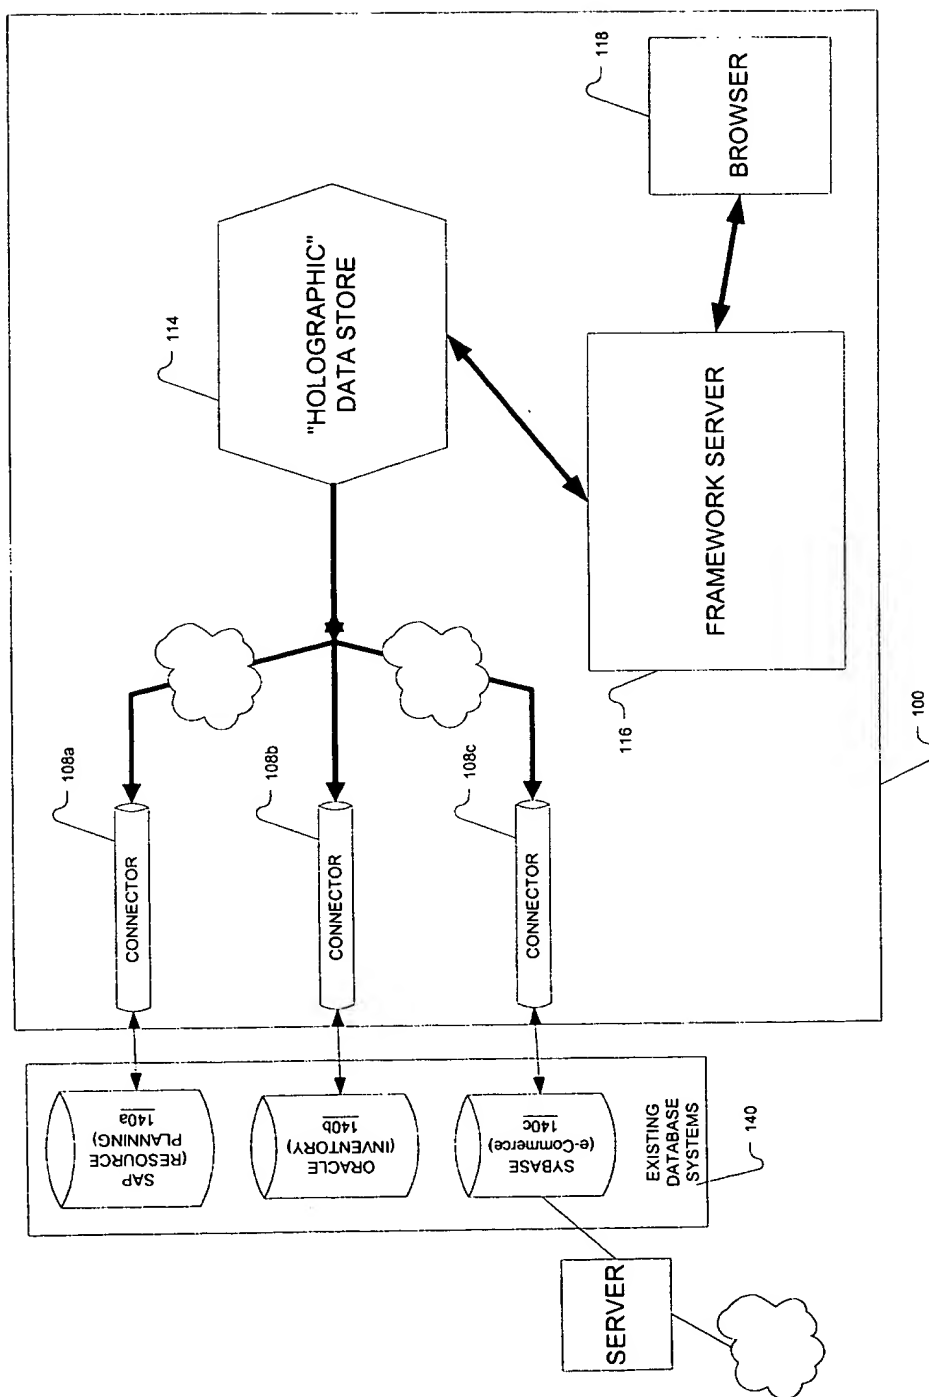 118
BROWSER
114
"HOLOGRAPHIC"
DATA STORE
FRAMEWORK SERVER
116
100
108a
CONNECTOR
108b
CONNECTOR
108c
CONNECTOR
SAP
(RESOURCE
PLANNING)
140a
ORACLE
(INVENTORY)
140b
SYBASE
(e-Commerce)
140c
EXISTING
DATABASE
SYSTEMS
140
SERVER